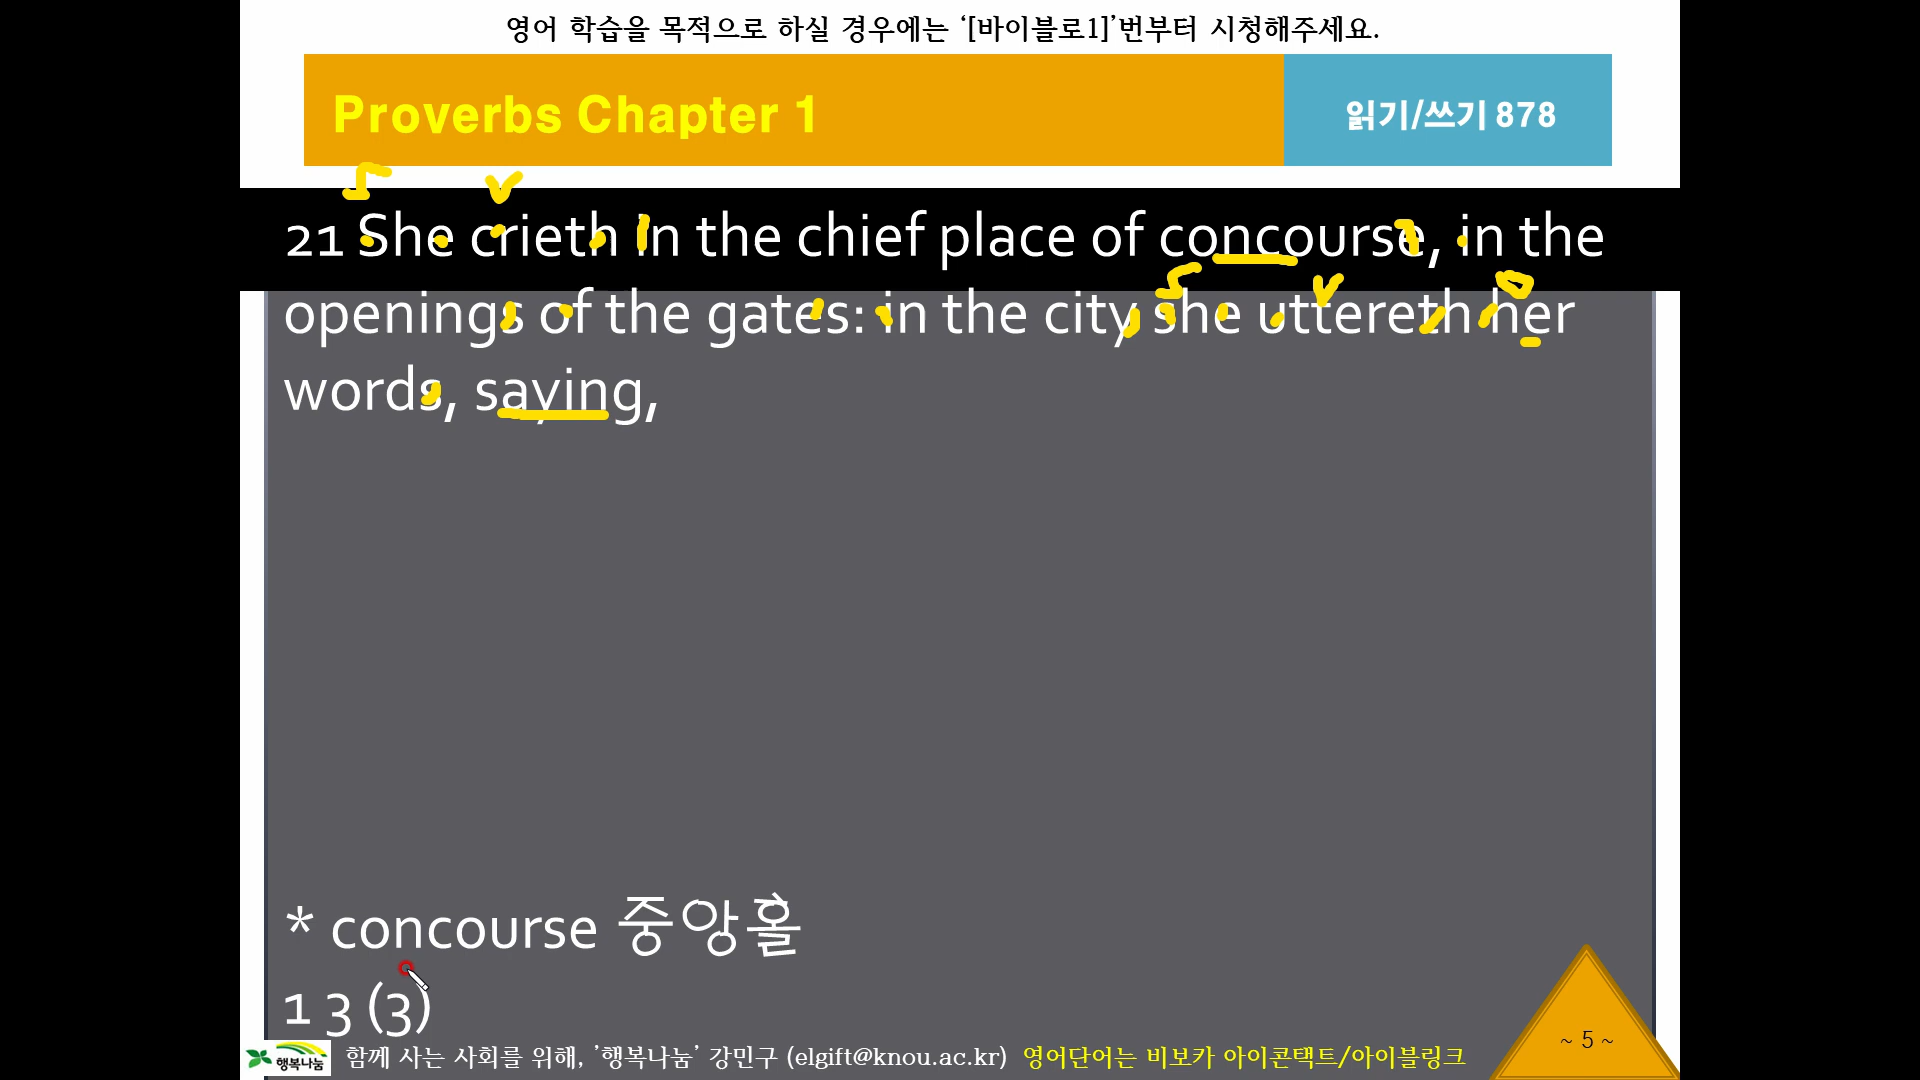 영어 학습을 목적으로 하실 경우에는 ‘[바이블로1]’번부터 시청해주세요.
Proverbs Chapter 1
읽기/쓰기 878
S V
21 She crieth in the chief place of concourse, in the
S V O
openings of the gates: in the city she uttereth her
words, saying,
* concourse 중앙홀
1 3 (3)
~ 5 ~
행복나눔 함께 사는 사회를 위해, ’행복나눔’ 강민구 (elgift@knou.ac.kr) 영어단어는 비보카 아이콘택트/아이블링크